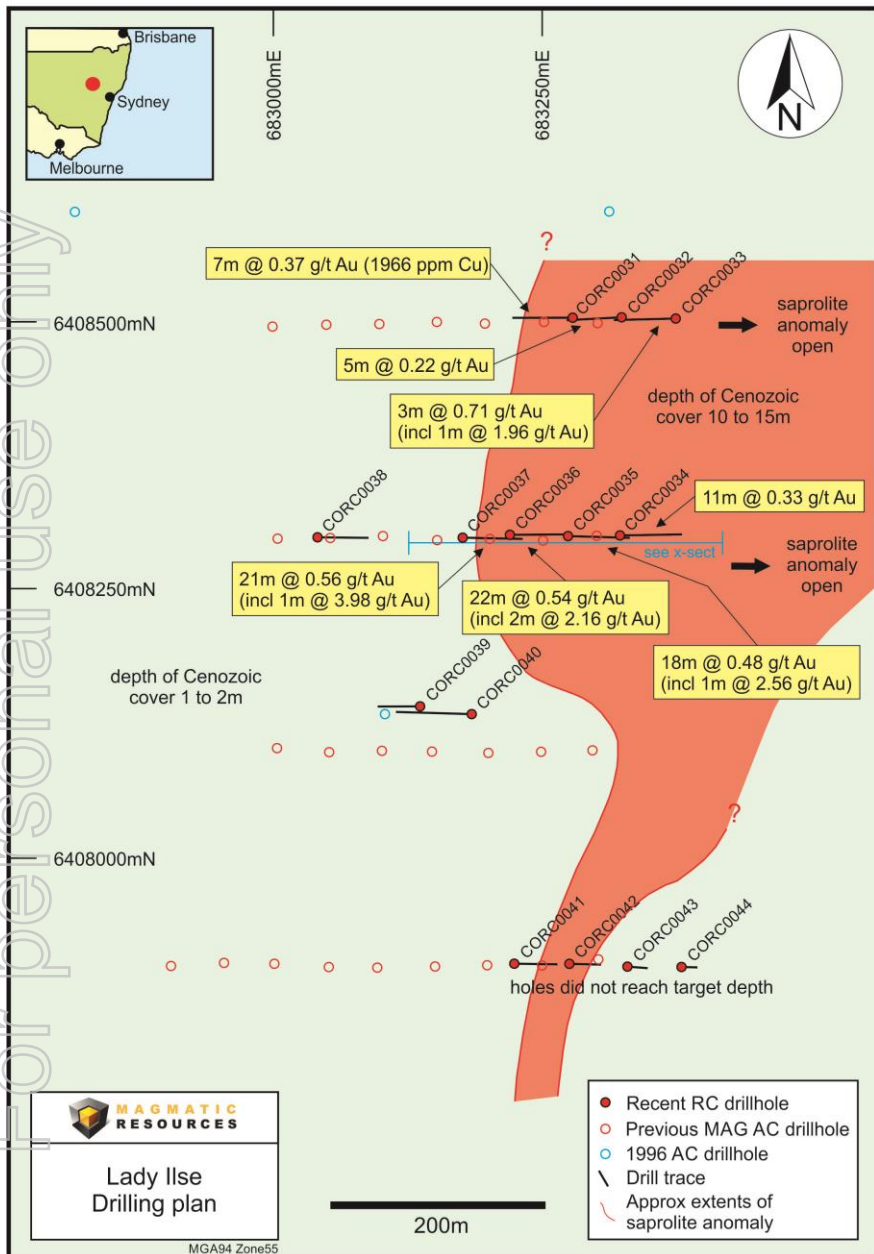 Brisbane
Sydney
Melbourne
683000mE
683250mE
N
?
7m @ 0.37 g/t Au (1966 ppm Cu)
CORC0031
CORC0032
CORC0033
6408500mN
saprolite
anomaly
open
5m @ 0.22 g/t Au
depth of Cenozoic
cover 10 to 15m
3m @ 0.71 g/t Au
(incl 1m @ 1.96 g/t Au)
CORC0038
CORC0037
CORC0036
CORC0035
CORC0034
11m @ 0.33 g/t Au
see x-sect
saprolite
anomaly
open
21m @ 0.56 g/t Au
(incl 1m @ 3.98 g/t Au)
6408250mN
22m @ 0.54 g/t Au
(incl 2m @ 2.16 g/t Au)
18m @ 0.48 g/t Au
(incl 1m @ 2.56 g/t Au)
depth of Cenozoic
cover 1 to 2m
CORC0039
CORC0040
?
6408000mN
CORC0041
CORC0042
CORC0043
CORC0044
holes did not reach target depth
MAGMATIC
RESOURCES
Lady Ilse
Drilling plan
MGA94 Zone55
200m
Recent RC drillhole
Previous MAG AC drillhole
1996 AC drillhole
Drill trace
Approx extents of
saprolite anomaly
For personal use only